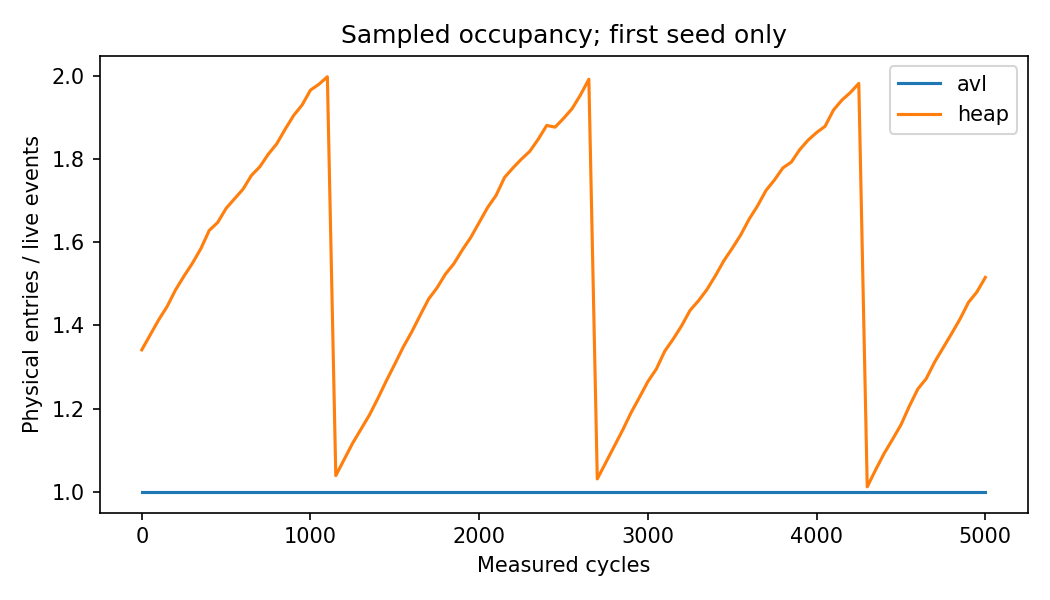 Sampled occupancy; first seed only
avl
heap
Physical entries / live events
2.0
1.8
1.6
1.4
1.2
1.0
0 1000 2000 3000 4000 5000
Measured cycles